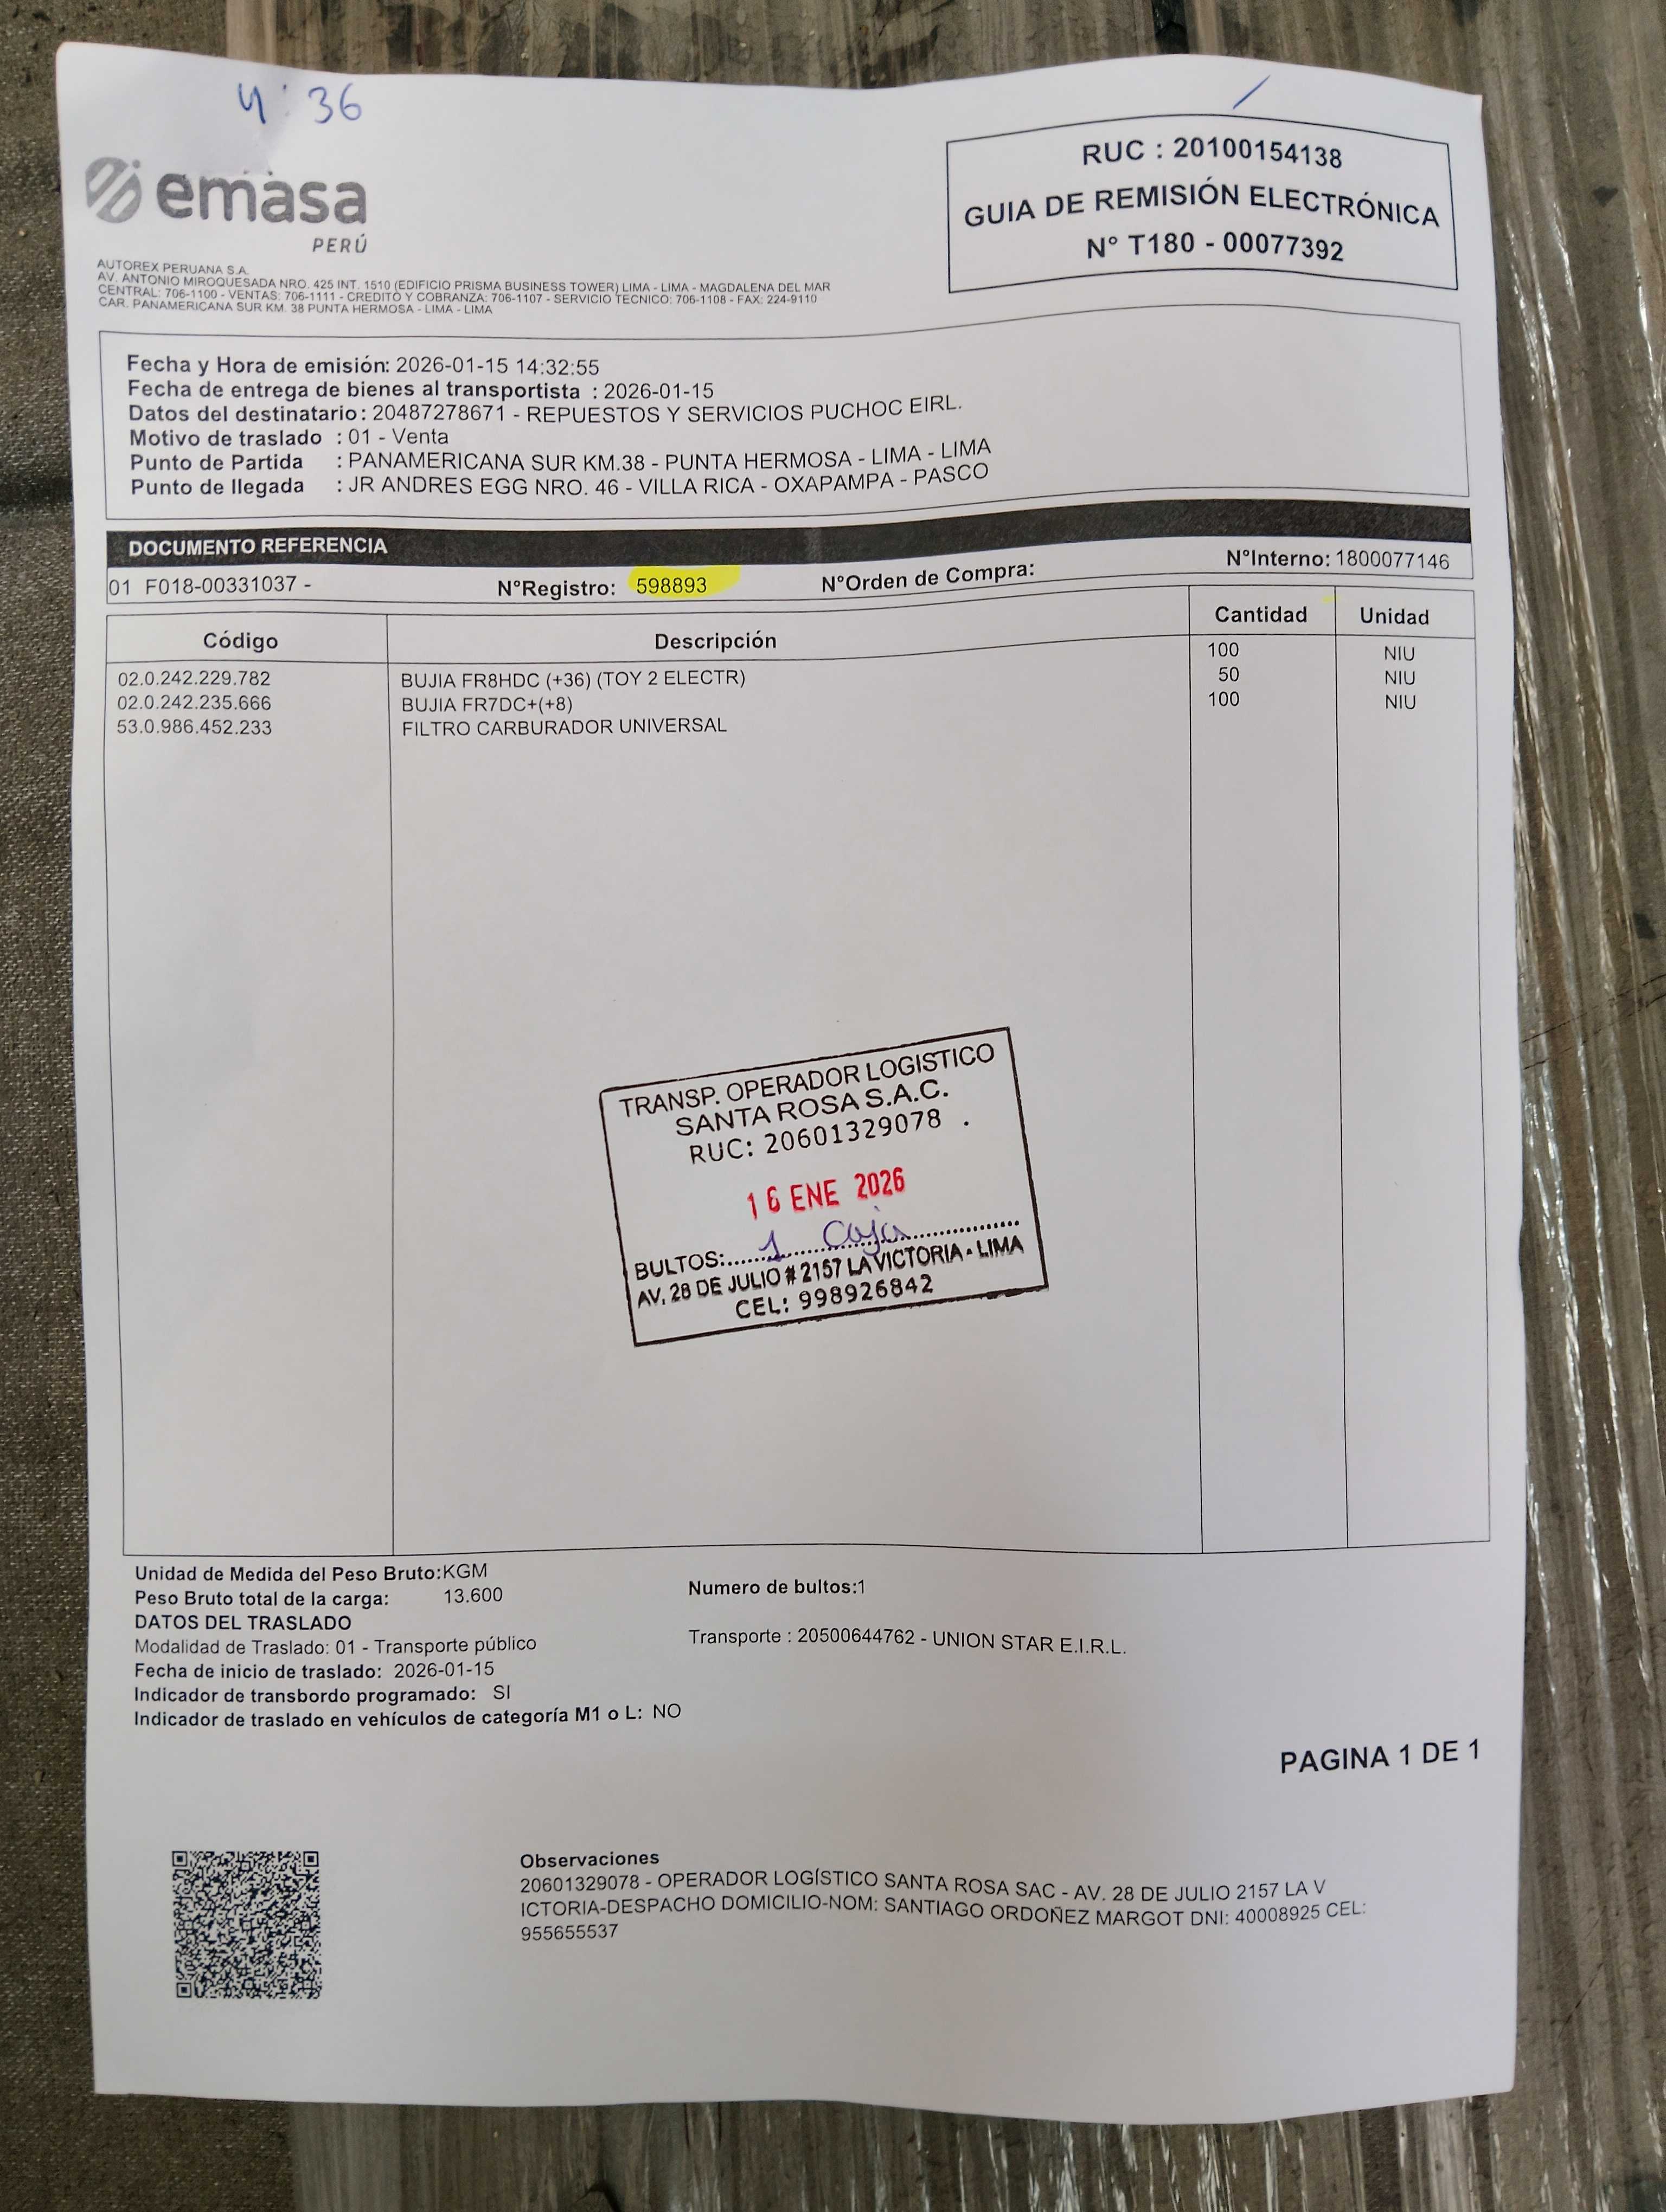 4:36
emasa
PERÚ
RUC : 20100154138
GUIA DE REMISIÓN ELECTRÓNICA
N° T180 - 00077392
AUTOREX PERUANA S.A.
AV. ANTONIO MIROQUESADA NRO. 425 INT. 1510 (EDIFICIO PRISMA BUSINESS TOWER) LIMA - LIMA - MAGDALENA DEL MAR
CENTRAL: 706-1100 - VENTAS: 706-1111 - CREDITO Y COBRANZA: 706-1107 - SERVICIO TECNICO: 706-1108 - FAX: 224-9110
CAR. PANAMERICANA SUR KM. 38 PUNTA HERMOSA - LIMA - LIMA
Fecha y Hora de emisión: 2026-01-15 14:32:55
Fecha de entrega de bienes al transportista : 2026-01-15
Datos del destinatario: 20487278671 - REPUESTOS Y SERVICIOS PUCHOC EIRL.
Motivo de traslado : 01 - Venta
Punto de Partida : PANAMERICANA SUR KM.38 - PUNTA HERMOSA - LIMA - LIMA
Punto de llegada : JR ANDRES EGG NRO. 46 - VILLA RICA - OXAPAMPA - PASCO
DOCUMENTO REFERENCIA
01 F018-00331037 - N°Registro: 598893 N°Orden de Compra: N°Interno: 1800077146
Código Descripción Cantidad Unidad
02.0.242.229.782 BUJIA FR8HDC (+36) (TOY 2 ELECTR) 100 NIU
02.0.242.235.666 BUJIA FR7DC+(+8) 50 NIU
53.0.986.452.233 FILTRO CARBURADOR UNIVERSAL 100 NIU
TRANSP. OPERADOR LOGISTICO
SANTA ROSA S.A.C.
RUC: 20601329078
16 ENE 2026
BULTOS:.......1.....Caja...............
AV. 28 DE JULIO # 2157 LA VICTORIA - LIMA
CEL: 998926842
Unidad de Medida del Peso Bruto:KGM
Peso Bruto total de la carga: 13.600 Numero de bultos:1
DATOS DEL TRASLADO
Modalidad de Traslado: 01 - Transporte público Transporte : 20500644762 - UNION STAR E.I.R.L.
Fecha de inicio de traslado: 2026-01-15
Indicador de transbordo programado: SI
Indicador de traslado en vehículos de categoría M1 o L: NO
PAGINA 1 DE 1
Observaciones
20601329078 - OPERADOR LOGÍSTICO SANTA ROSA SAC - AV. 28 DE JULIO 2157 LA V
ICTORIA-DESPACHO DOMICILIO-NOM: SANTIAGO ORDOÑEZ MARGOT DNI: 40008925 CEL:
955655537